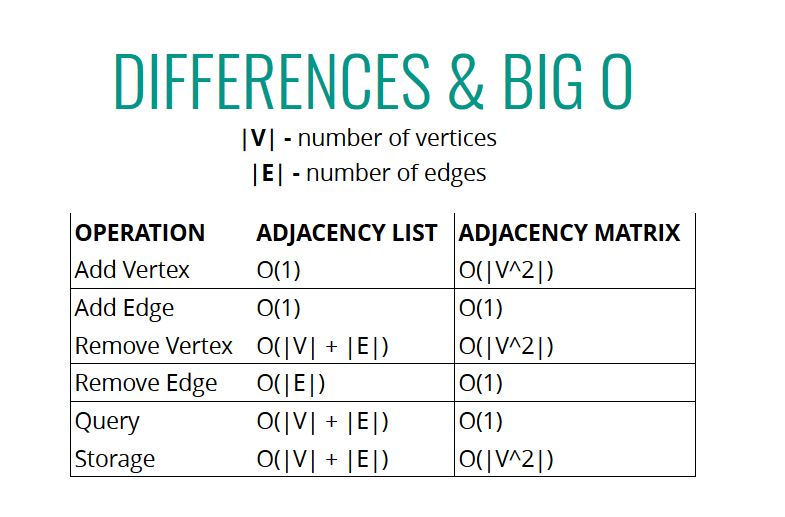 DIFFERENCES & BIG O
|V| - number of vertices
|E| - number of edges
OPERATION ADJACENCY LIST ADJACENCY MATRIX
Add Vertex O(1) O(|V^2|)
Add Edge O(1) O(1)
Remove Vertex O(|V| + |E|) O(|V^2|)
Remove Edge O(|E|) O(1)
Query O(|V| + |E|) O(1)
Storage O(|V| + |E|) O(|V^2|)